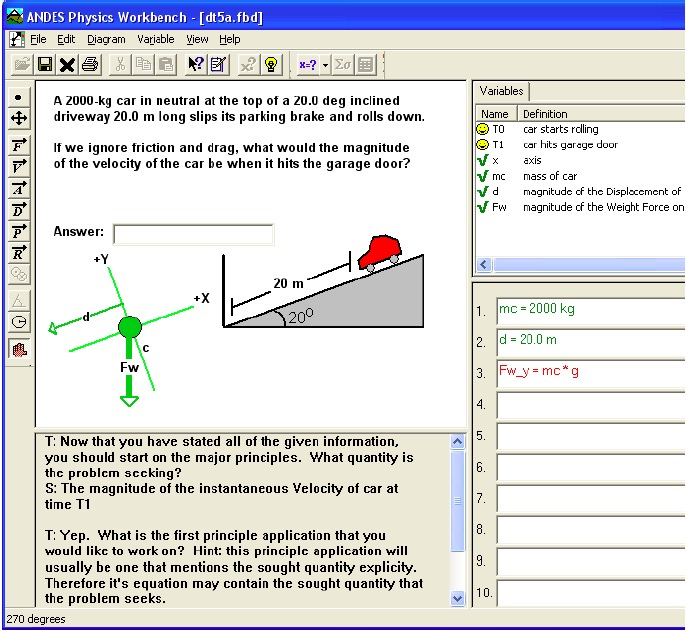 ANDES Physics Workbench - [dt5a.fbd]
File Edit Diagram Variable View Help
x=?
Σα
A 2000-kg car in neutral at the top of a 20.0 deg inclined
driveway 20.0 m long slips its parking brake and rolls down.
If we ignore friction and drag, what would the magnitude
of the velocity of the car be when it hits the garage door?
Answer:
+Y
+X
d
c
Fw
20 m
20º
F
V
A
D
P
R
T: Now that you have stated all of the given information,
you should start on the major principles. What quantity is
the problem seeking?
S: The magnitude of the instantaneous Velocity of car at
time T1
T: Yep. What is the first principle application that you
would like to work on? Hint: this principle application will
usually be one that mentions the sought quantity explicity.
Therefore it's equation may contain the sought quantity that
the problem seeks.
Variables
Name Definition
T0 car starts rolling
T1 car hits garage door
x axis
mc mass of car
d magnitude of the Displacement of
Fw magnitude of the Weight Force on
1. mc = 2000 kg
2. d = 20.0 m
3. Fw_y = mc * g
4.
5.
6.
7.
8.
9.
10.
270 degrees